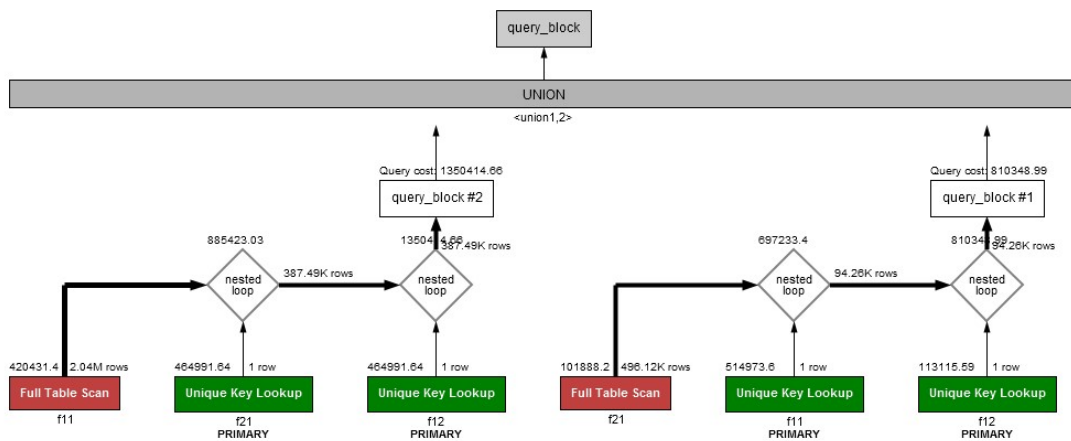 query_block
UNION
<union1,2>
Query cost: 1350414.66
query_block #2
Query cost: 810348.99
query_block #1
885423.03
1350414.66
387.49K rows
697233.4
810348.99
94.26K rows
nested
loop
387.49K rows
nested
loop
nested
loop
94.26K rows
nested
loop
420431.4 2.04M rows
464991.64 1 row
464991.64 1 row
101888.2 496.12K rows
514973.6 1 row
113115.59 1 row
Full Table Scan
Unique Key Lookup
Unique Key Lookup
Full Table Scan
Unique Key Lookup
Unique Key Lookup
f11
f21
f12
f21
f11
f12
PRIMARY
PRIMARY
PRIMARY
PRIMARY